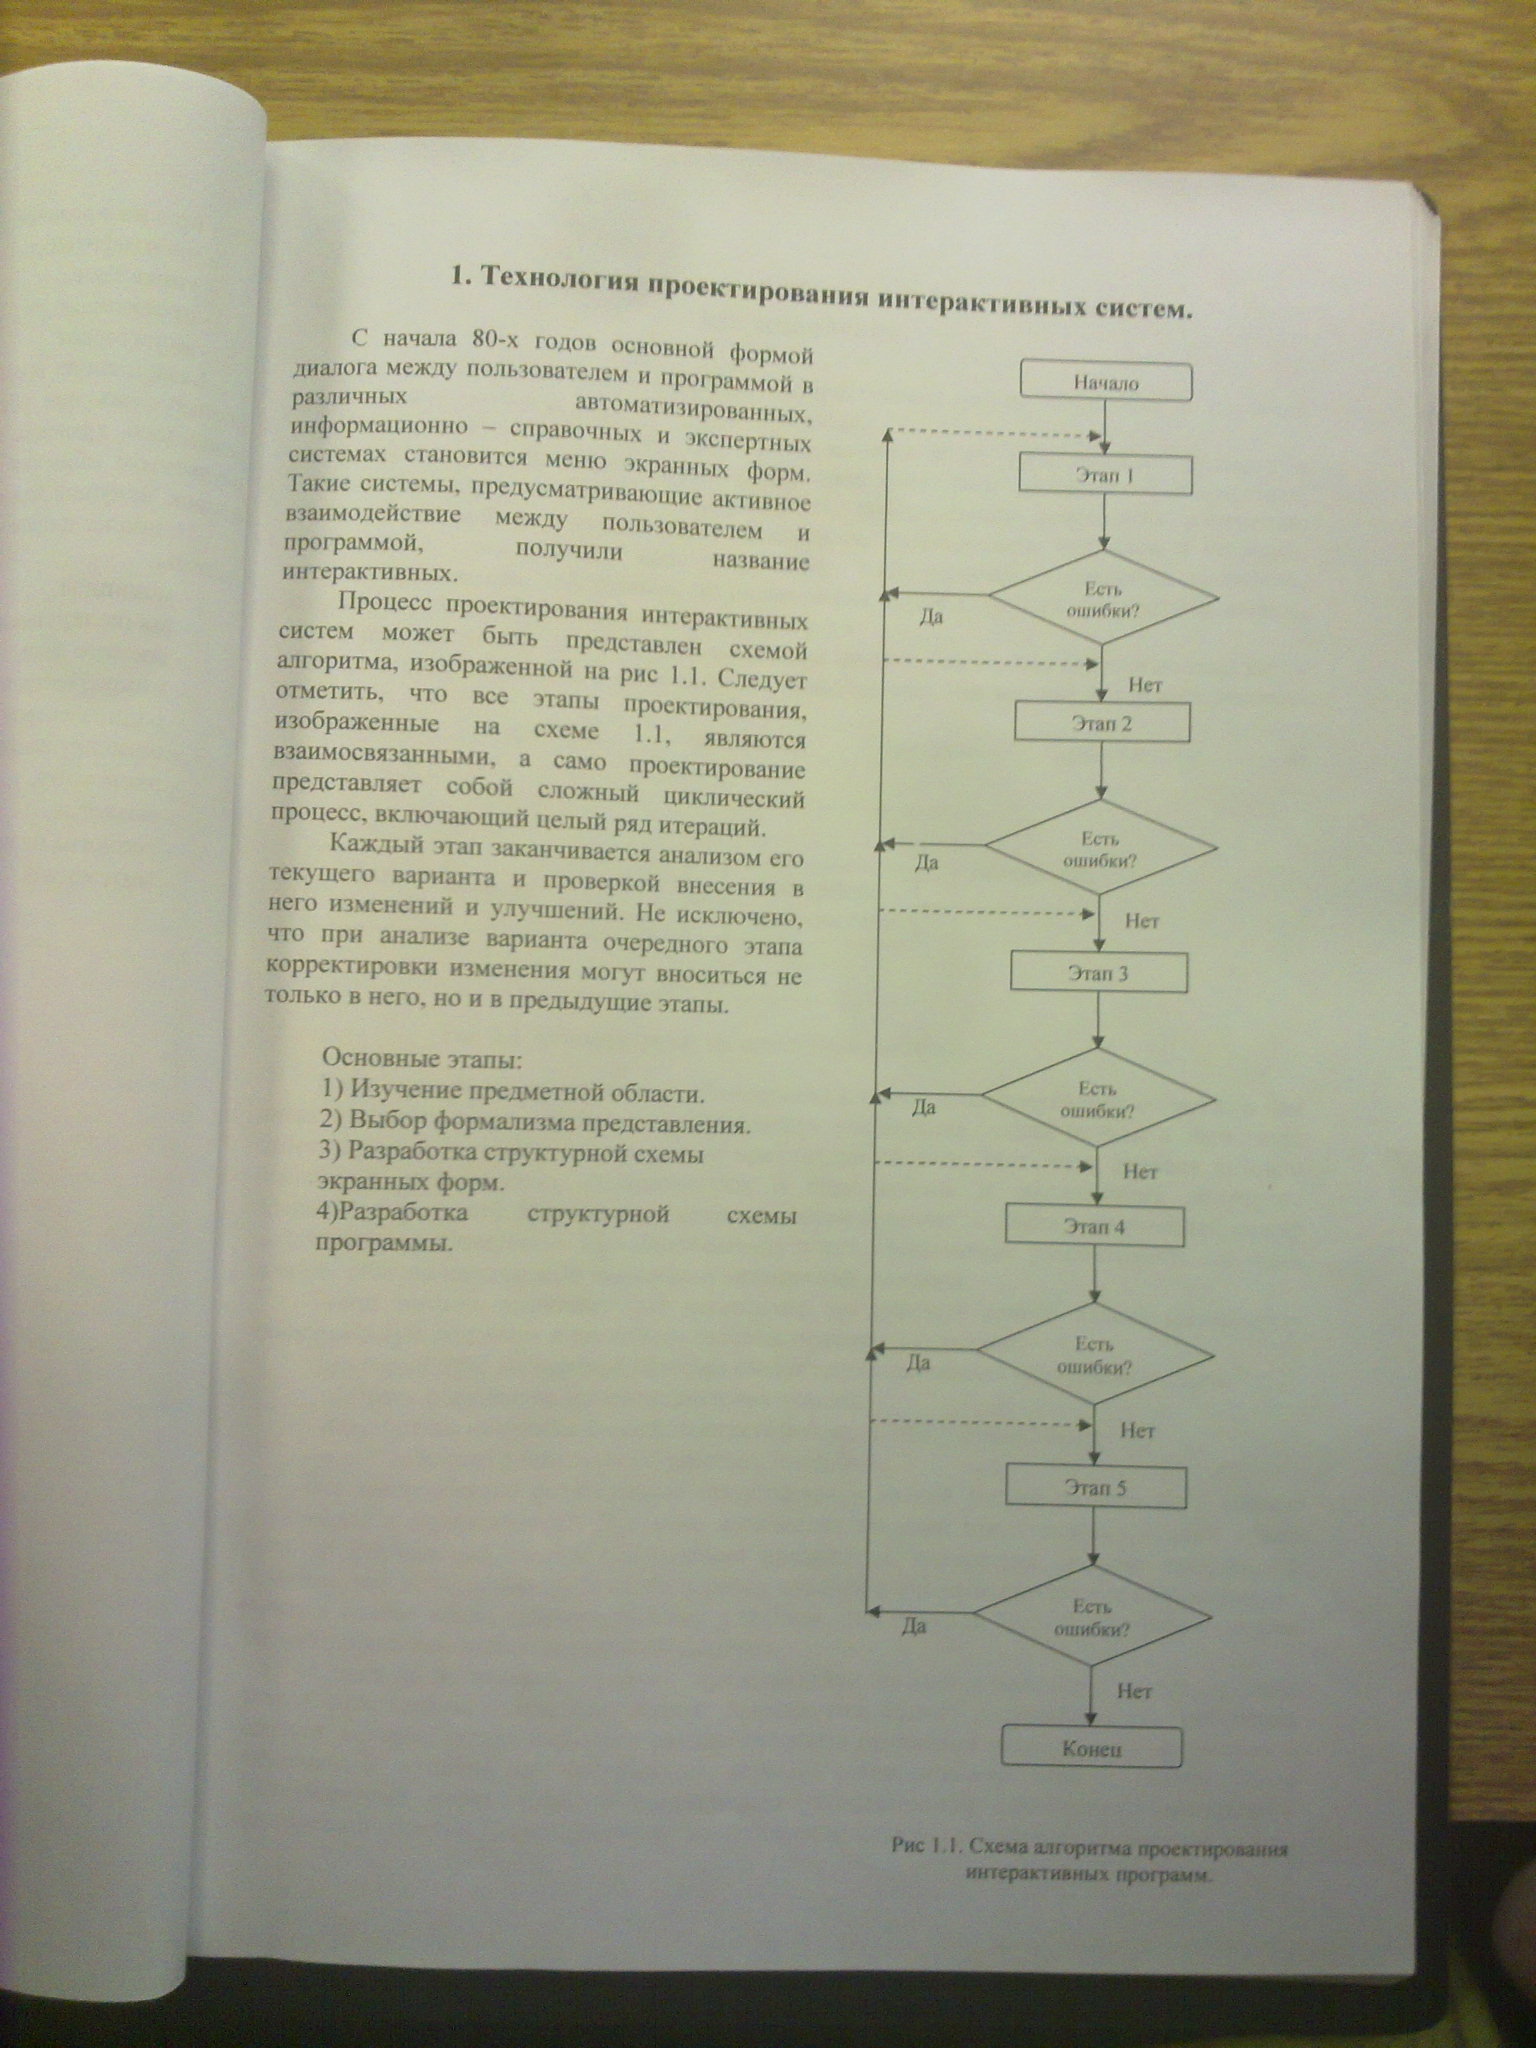 1. Технология проектирования интерактивных систем.
С начала 80-х годов основной формой
диалога между пользователем и программой в
различных автоматизированных,
информационно – справочных и экспертных
системах становится меню экранных форм.
Такие системы, предусматривающие активное
взаимодействие между пользователем и
программой, получили название
интерактивных.
Процесс проектирования интерактивных
систем может быть представлен схемой
алгоритма, изображенной на рис 1.1. Следует
отметить, что все этапы проектирования,
изображенные на схеме 1.1, являются
взаимосвязанными, а само проектирование
представляет собой сложный циклический
процесс, включающий целый ряд итераций.
Каждый этап заканчивается анализом его
текущего варианта и проверкой внесения в
него изменений и улучшений. Не исключено,
что при анализе варианта очередного этапа
корректировки изменения могут вноситься не
только в него, но и в предыдущие этапы.
Основные этапы:
1) Изучение предметной области.
2) Выбор формализма представления.
3) Разработка структурной схемы
экранных форм.
4)Разработка структурной схемы
программы.
Начало
Этап 1
Есть
ошибки?
Да
Нет
Этап 2
Есть
ошибки?
Да
Нет
Этап 3
Есть
ошибки?
Да
Нет
Этап 4
Есть
ошибки?
Да
Нет
Этап 5
Есть
ошибки?
Да
Нет
Конец
Рис 1.1. Схема алгоритма проектирования
интерактивных программ.